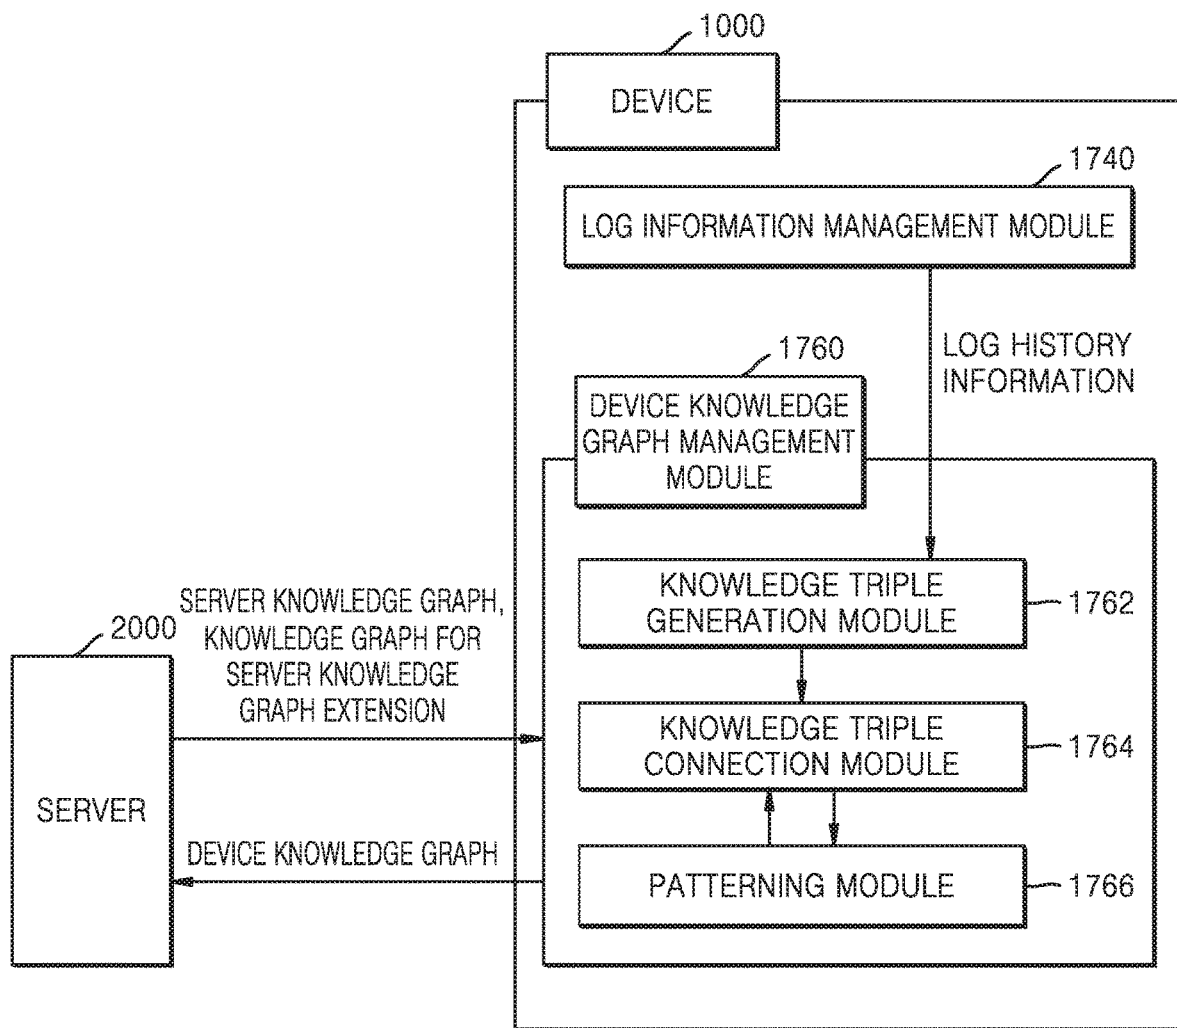 1000
DEVICE
1740
LOG INFORMATION MANAGEMENT MODULE
LOG HISTORY
INFORMATION
1760
DEVICE KNOWLEDGE
GRAPH MANAGEMENT
MODULE
KNOWLEDGE TRIPLE
GENERATION MODULE
1762
SERVER KNOWLEDGE GRAPH,
KNOWLEDGE GRAPH FOR
SERVER KNOWLEDGE
GRAPH EXTENSION
2000
SERVER
KNOWLEDGE TRIPLE
CONNECTION MODULE
1764
DEVICE KNOWLEDGE GRAPH
PATTERNING MODULE
1766